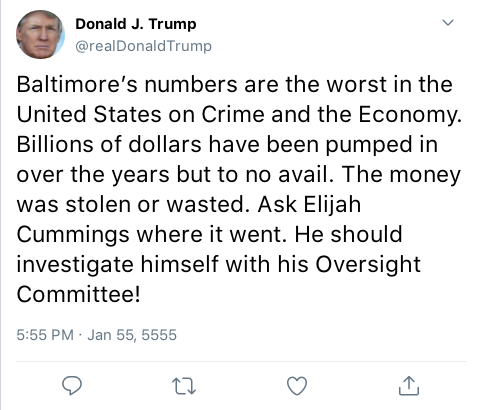 Donald J. Trump
@realDonaldTrump
Baltimore’s numbers are the worst in the
United States on Crime and the Economy.
Billions of dollars have been pumped in
over the years but to no avail. The money
was stolen or wasted. Ask Elijah
Cummings where it went. He should
investigate himself with his Oversight
Committee!
5:55 PM · Jan 55, 5555